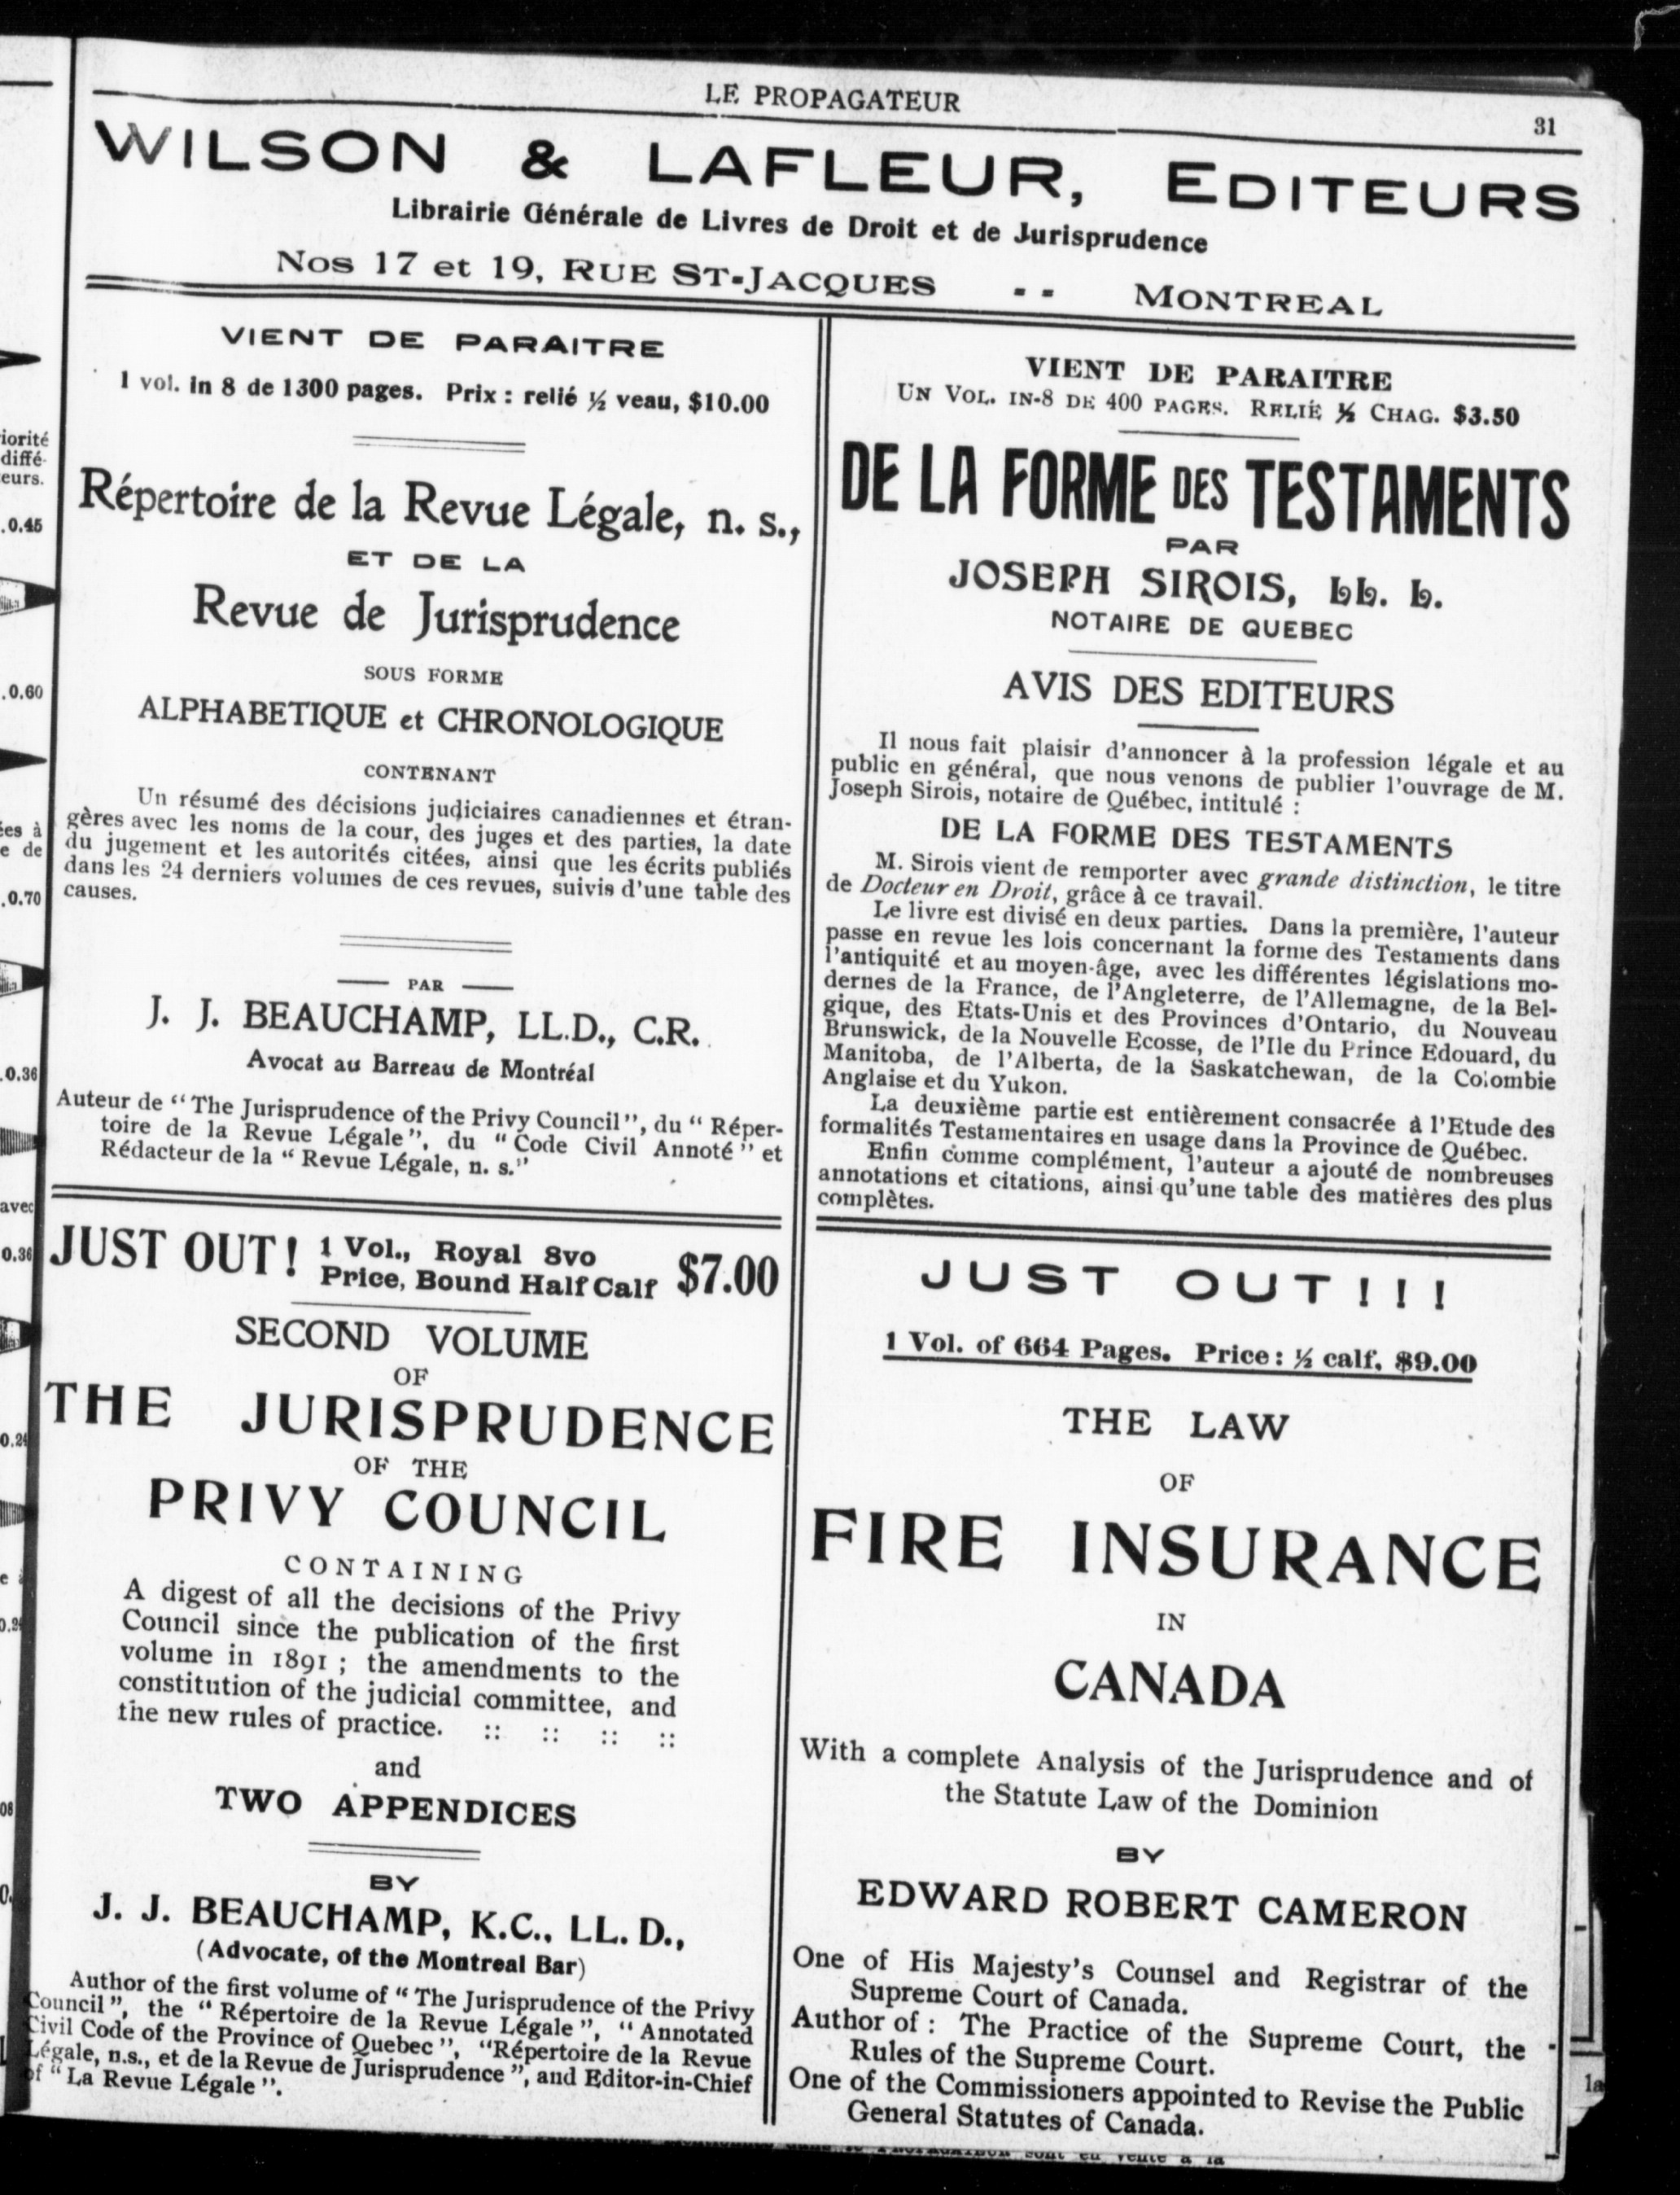 LE PROPAGATEUR
31
WILSON & LAFLEUR, EDITEURS
Librairie Générale de Livres de Droit et de Jurisprudence
Nos 17 et 19, RUE ST-JACQUES - - MONTREAL
VIENT DE PARAITRE
1 vol. in 8 de 1300 pages. Prix : relié ½ veau, $10.00
Répertoire de la Revue Légale, n. s.,
ET DE LA
Revue de Jurisprudence
SOUS FORME
ALPHABETIQUE et CHRONOLOGIQUE
CONTENANT
Un résumé des décisions judiciaires canadiennes et étran-
gères avec les noms de la cour, des juges et des parties, la date
du jugement et les autorités citées, ainsi que les écrits publiés
dans les 24 derniers volumes de ces revues, suivis d'une table des
causes.
PAR
J. J. BEAUCHAMP, LL.D., C.R.
Avocat au Barreau de Montréal
Auteur de " The Jurisprudence of the Privy Council ", du " Réper-
toire de la Revue Légale ", du " Code Civil Annoté " et
Rédacteur de la " Revue Légale, n. s."
JUST OUT! 1 Vol., Royal 8vo
Price, Bound Half Calf $7.00
SECOND VOLUME
OF
THE JURISPRUDENCE
OF THE
PRIVY COUNCIL
CONTAINING
A digest of all the decisions of the Privy
Council since the publication of the first
volume in 1891 ; the amendments to the
constitution of the judicial committee, and
the new rules of practice. :: :: :: ::
and
TWO APPENDICES
BY
J. J. BEAUCHAMP, K.C., LL. D.,
(Advocate, of the Montreal Bar)
Author of the first volume of " The Jurisprudence of the Privy
Council ", the " Répertoire de la Revue Légale ", " Annotated
Civil Code of the Province of Quebec ", "Répertoire de la Revue
Légale, n.s., et de la Revue de Jurisprudence ", and Editor-in-Chief
of " La Revue Légale ".
VIENT DE PARAITRE
UN VOL. IN-8 DE 400 PAGES. RELIÉ ½ CHAG. $3.50
DE LA FORME DES TESTAMENTS
PAR
JOSEPH SIROIS, LL. L.
NOTAIRE DE QUEBEC
AVIS DES EDITEURS
Il nous fait plaisir d'annoncer à la profession légale et au
public en général, que nous venons de publier l'ouvrage de M.
Joseph Sirois, notaire de Québec, intitulé :
DE LA FORME DES TESTAMENTS
M. Sirois vient de remporter avec grande distinction, le titre
de Docteur en Droit, grâce à ce travail.
Le livre est divisé en deux parties. Dans la première, l'auteur
passe en revue les lois concernant la forme des Testaments dans
l'antiquité et au moyen-âge, avec les différentes législations mo-
dernes de la France, de l'Angleterre, de l'Allemagne, de la Bel-
gique, des Etats-Unis et des Provinces d'Ontario, du Nouveau
Brunswick, de la Nouvelle Ecosse, de l'Ile du Prince Edouard, du
Manitoba, de l'Alberta, de la Saskatchewan, de la Colombie
Anglaise et du Yukon.
La deuxième partie est entièrement consacrée à l'Etude des
formalités Testamentaires en usage dans la Province de Québec.
Enfin comme complément, l'auteur a ajouté de nombreuses
annotations et citations, ainsi qu'une table des matières des plus
complètes.
JUST OUT!!!
1 Vol. of 664 Pages. Price: ½ calf, $9.00
THE LAW
OF
FIRE INSURANCE
IN
CANADA
With a complete Analysis of the Jurisprudence and of
the Statute Law of the Dominion
BY
EDWARD ROBERT CAMERON
One of His Majesty's Counsel and Registrar of the
Supreme Court of Canada.
Author of : The Practice of the Supreme Court, the
Rules of the Supreme Court.
One of the Commissioners appointed to Revise the Public
General Statutes of Canada.